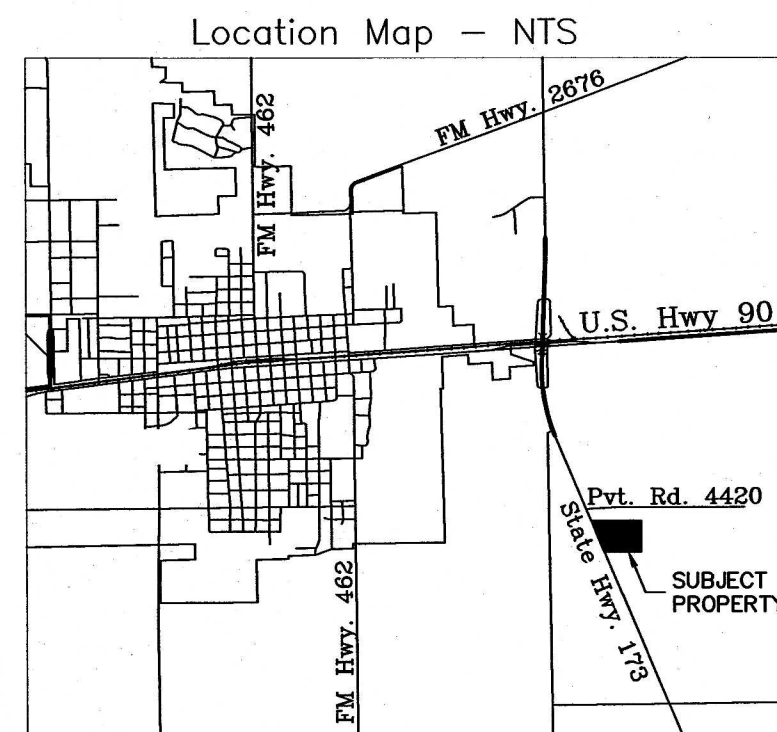 Location Map - NTS
FM Hwy. 462
FM Hwy. 2676
U.S. Hwy 90
Pvt. Rd. 4420
State Hwy. 173
SUBJECT
PROPERTY
FM Hwy. 462